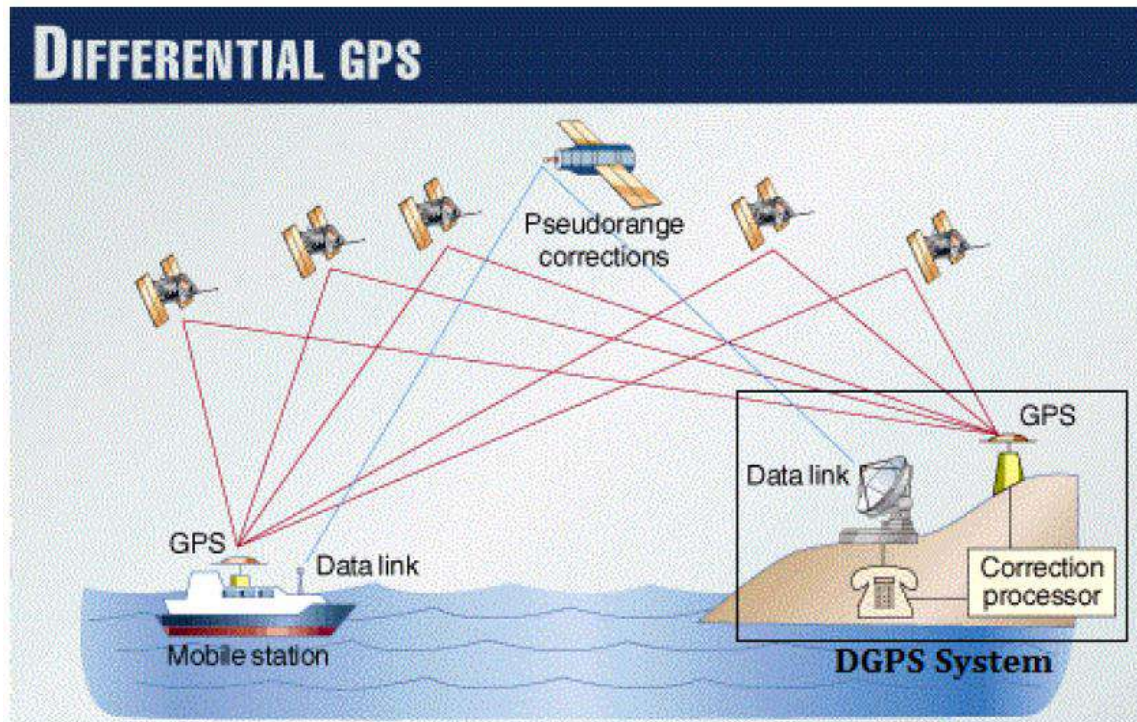 DIFFERENTIAL GPS
Pseudorange
corrections
GPS
Data link
GPS
Data link
Correction
processor
Mobile station
DGPS System